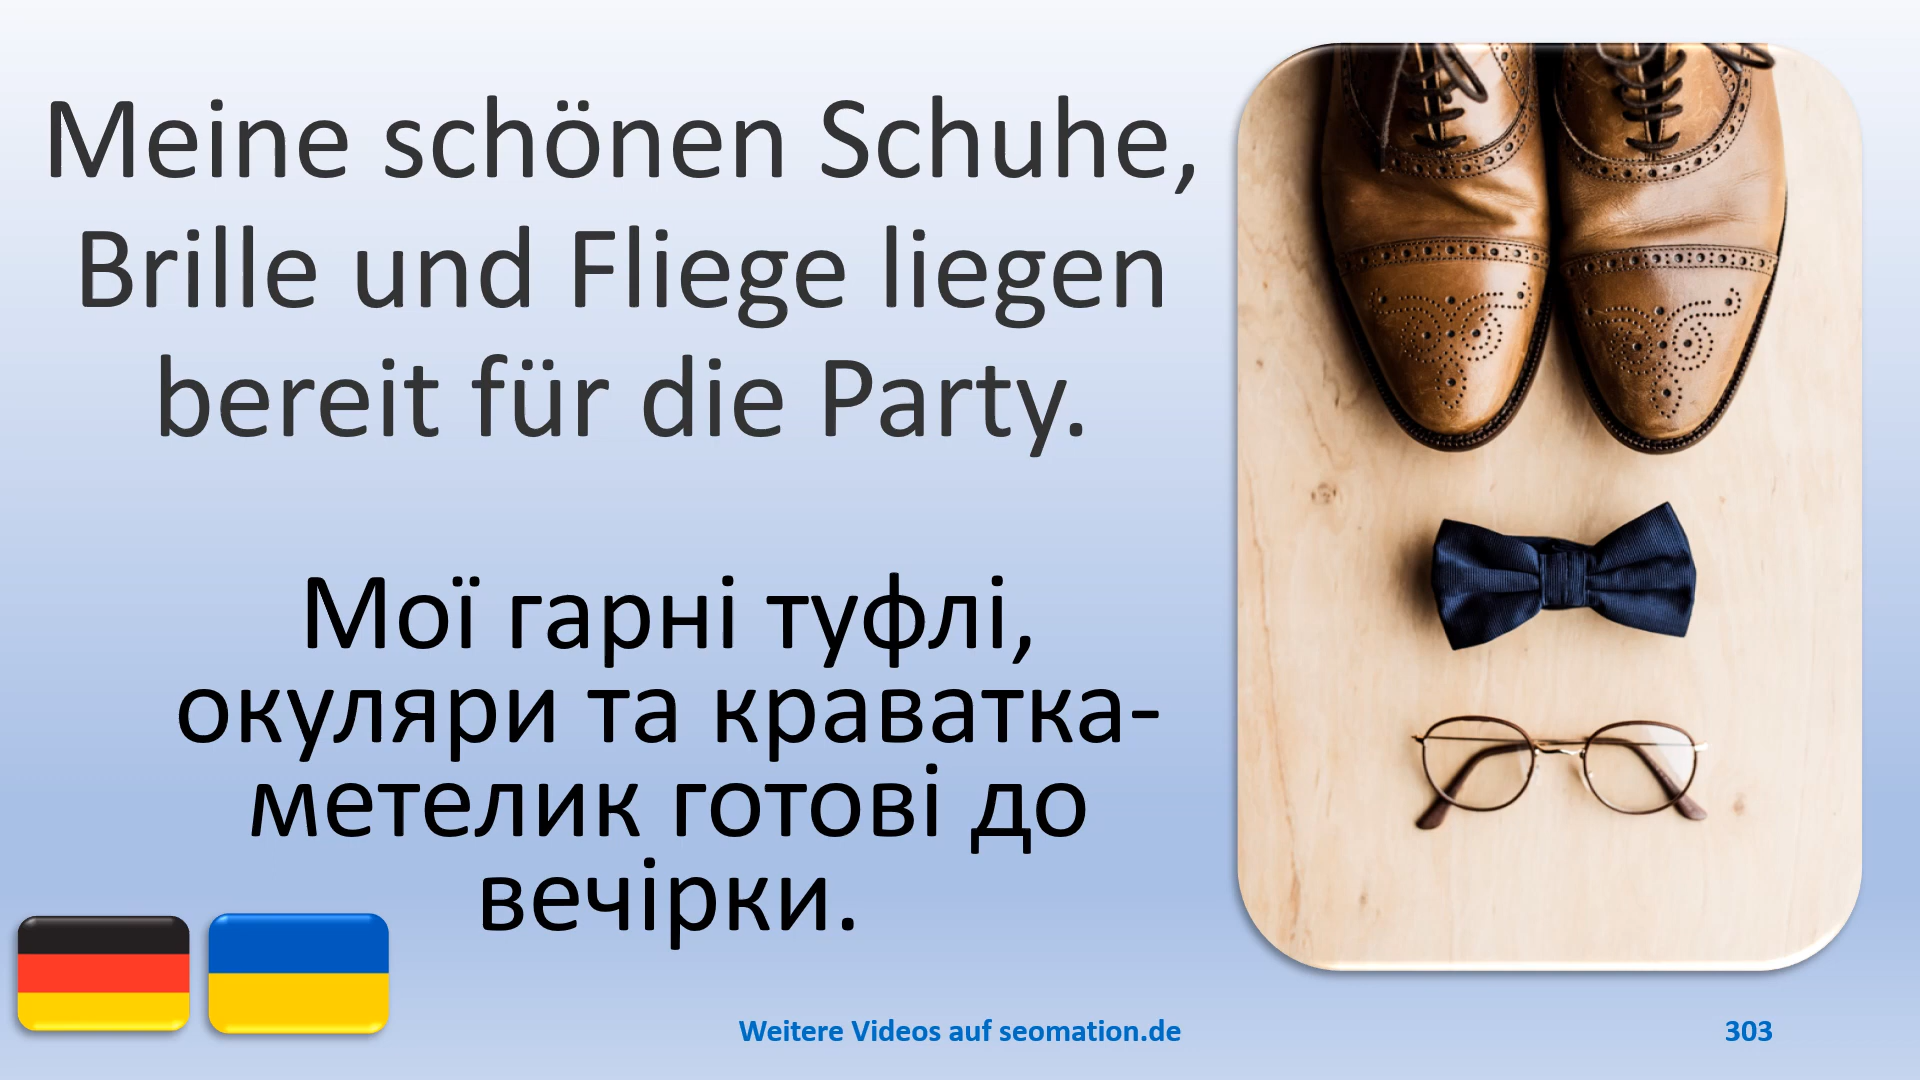 Meine schönen Schuhe,
Brille und Fliege liegen
bereit für die Party.
Мої гарні туфлі,
окуляри та краватка-
метелик готові до
вечірки.
Weitere Videos auf seomation.de
303